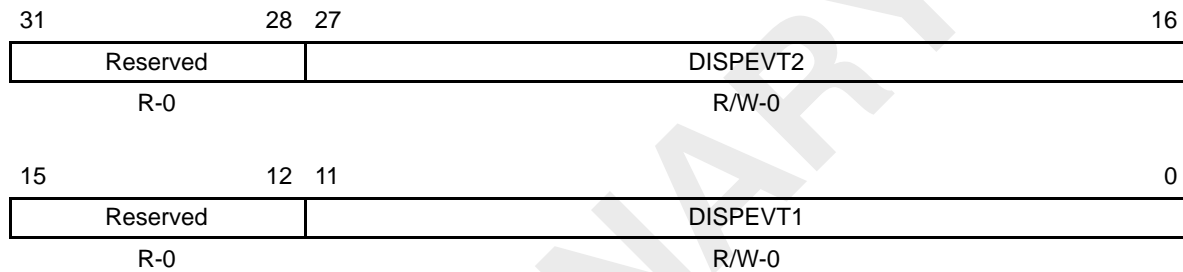 31 28 27 16
Reserved DISPEVT2
R-0 R/W-0
15 12 11 0
Reserved DISPEVT1
R-0 R/W-0